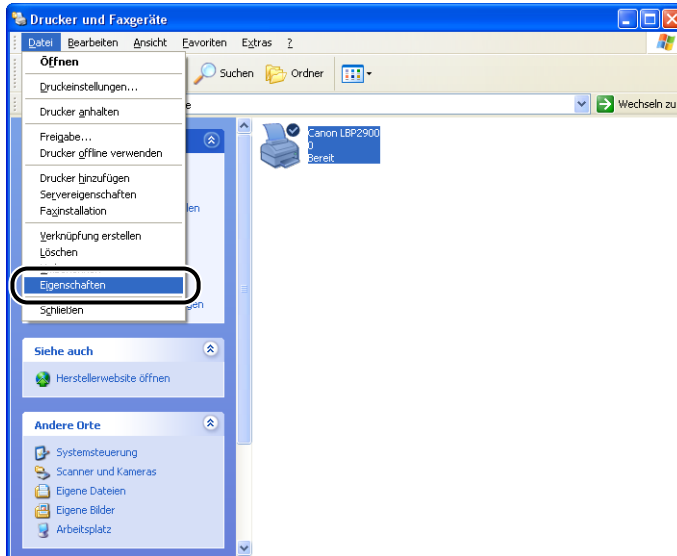 Drucker und Faxgeräte
Datei Bearbeiten Ansicht Favoriten Extras ?
Öffnen
Suchen Ordner
Druckeinstellungen...
Drucker anhalten
Wechseln zu
Freigabe...
Drucker offline verwenden
Canon LBP2900
0
Bereit
Drucker hinzufügen
Servereigenschaften
Faxinstallation
Verknüpfung erstellen
Löschen
Eigenschaften
Schließen
Siehe auch
Herstellerwebsite öffnen
Andere Orte
Systemsteuerung
Scanner und Kameras
Eigene Dateien
Eigene Bilder
Arbeitsplatz